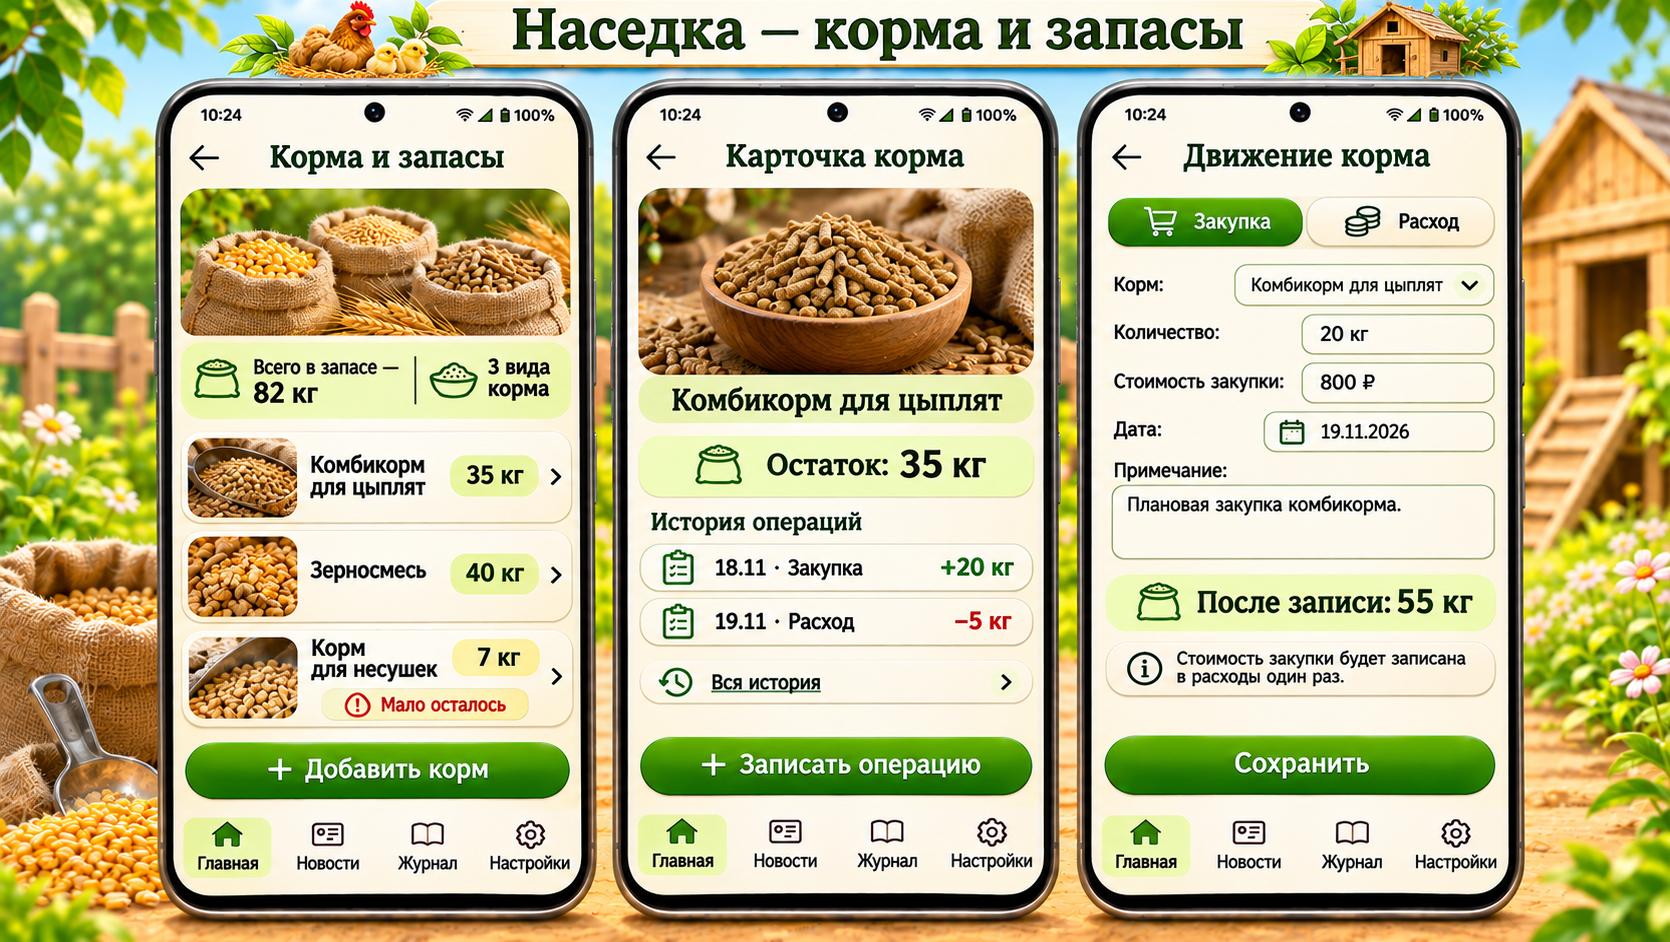 Наседка — корма и запасы
10:24
100%
Корма и запасы
Всего в запасе —
82 кг
3 вида
корма
Комбикорм
для цыплят
35 кг
Зерносмесь
40 кг
Корм
для несушек
7 кг
Мало осталось
+ Добавить корм
Главная
Новости
Журнал
Настройки
10:24
100%
Карточка корма
Комбикорм для цыплят
Остаток: 35 кг
История операций
18.11 · Закупка
+20 кг
19.11 · Расход
−5 кг
Вся история
+ Записать операцию
Главная
Новости
Журнал
Настройки
10:24
100%
Движение корма
Закупка
Расход
Корм:
Комбикорм для цыплят
Количество:
20 кг
Стоимость закупки:
800 ₽
Дата:
19.11.2026
Примечание:
Плановая закупка комбикорма.
После записи: 55 кг
Стоимость закупки будет записана
в расходы один раз.
Сохранить
Главная
Новости
Журнал
Настройки